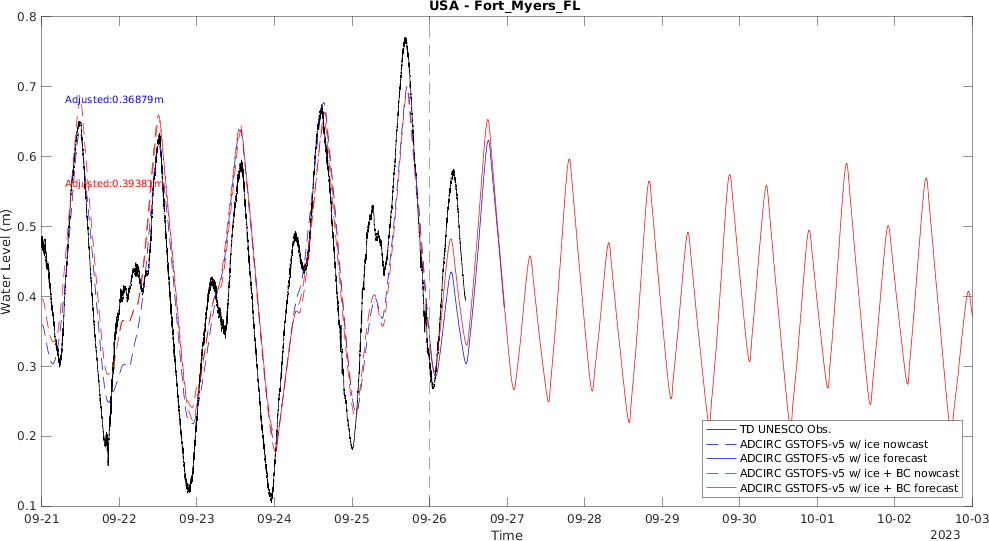 USA - Fort_Myers_FL
0.8
0.7
0.6
0.5
0.4
0.3
0.2
0.1
Water Level (m)
Adjusted:0.36879m
Adjusted:0.39381m
TD UNESCO Obs.
ADCIRC GSTOFS-v5 w/ ice nowcast
ADCIRC GSTOFS-v5 w/ ice forecast
ADCIRC GSTOFS-v5 w/ ice + BC nowcast
ADCIRC GSTOFS-v5 w/ ice + BC forecast
09-21 09-22 09-23 09-24 09-25 09-26 09-27 09-28 09-29 09-30 10-01 10-02 10-03
Time
2023